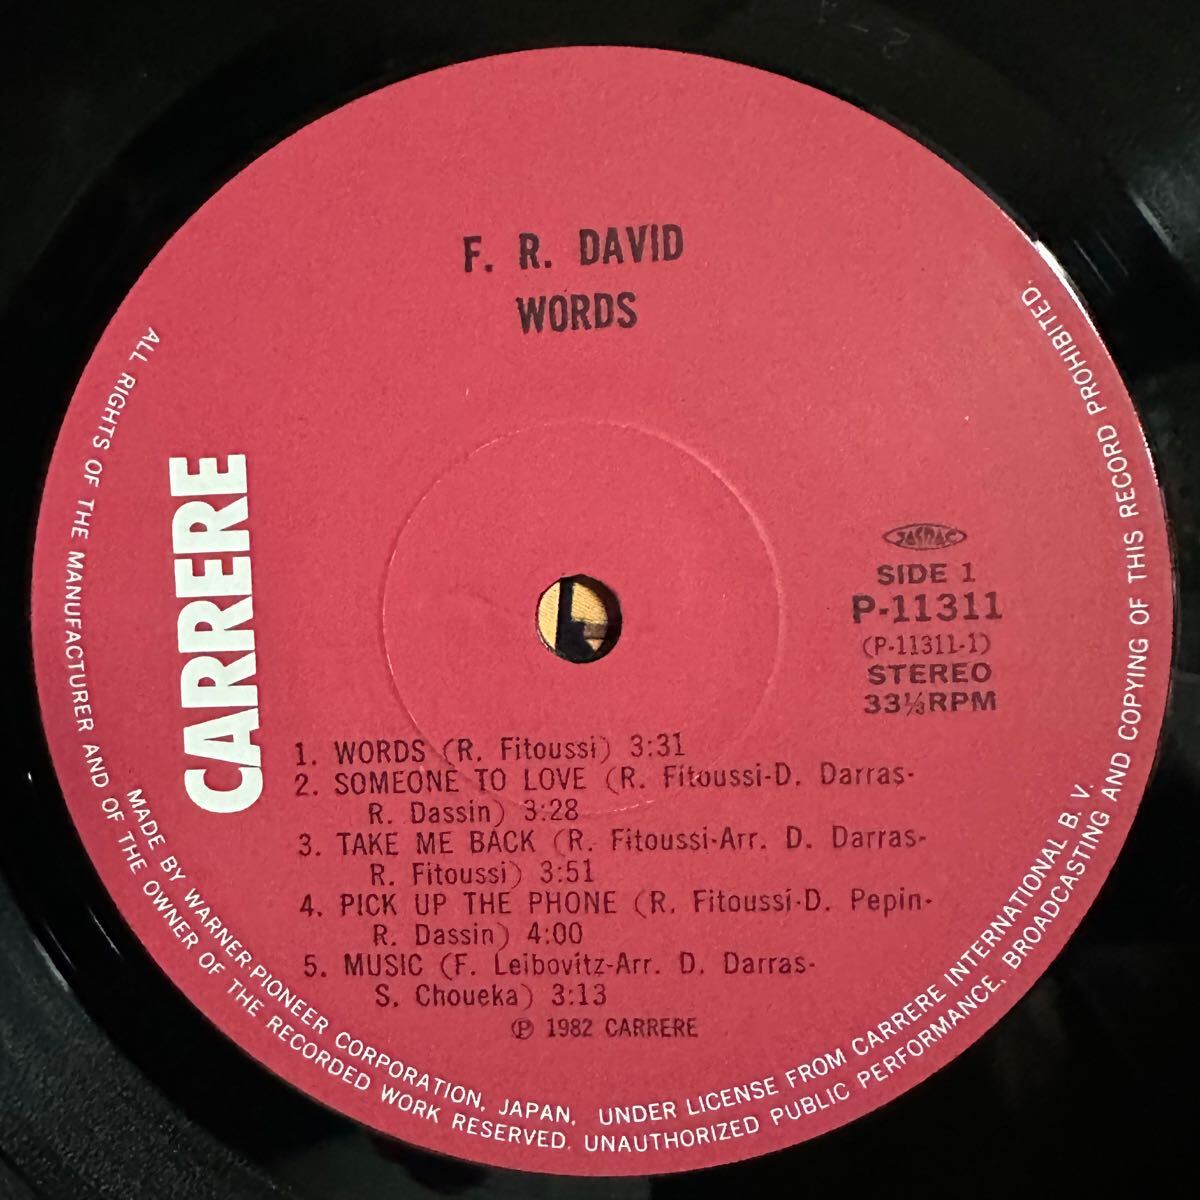 F. R. DAVID
WORDS
CARRERE
JASRAC
SIDE 1
P-11311
(P-11311-1)
STEREO
33⅓RPM
1. WORDS (R. Fitoussi) 3:31
2. SOMEONE TO LOVE (R. Fitoussi-D. Darras-
R. Dassin) 3:28
3. TAKE ME BACK (R. Fitoussi-Arr. D. Darras-
R. Fitoussi) 3:51
4. PICK UP THE PHONE (R. Fitoussi-D. Pepin-
R. Dassin) 4:00
5. MUSIC (F. Leibovitz-Arr. D. Darras-
S. Choueka) 3:13
℗ 1982 CARRERE
MADE BY WARNER-PIONEER CORPORATION, JAPAN, UNDER LICENSE FROM CARRERE INTERNATIONAL B. V.
ALL RIGHTS OF THE MANUFACTURER AND OF THE OWNER OF THE RECORDED WORK RESERVED. UNAUTHORIZED PUBLIC PERFORMANCE, BROADCASTING AND COPYING OF THIS RECORD PROHIBITED.